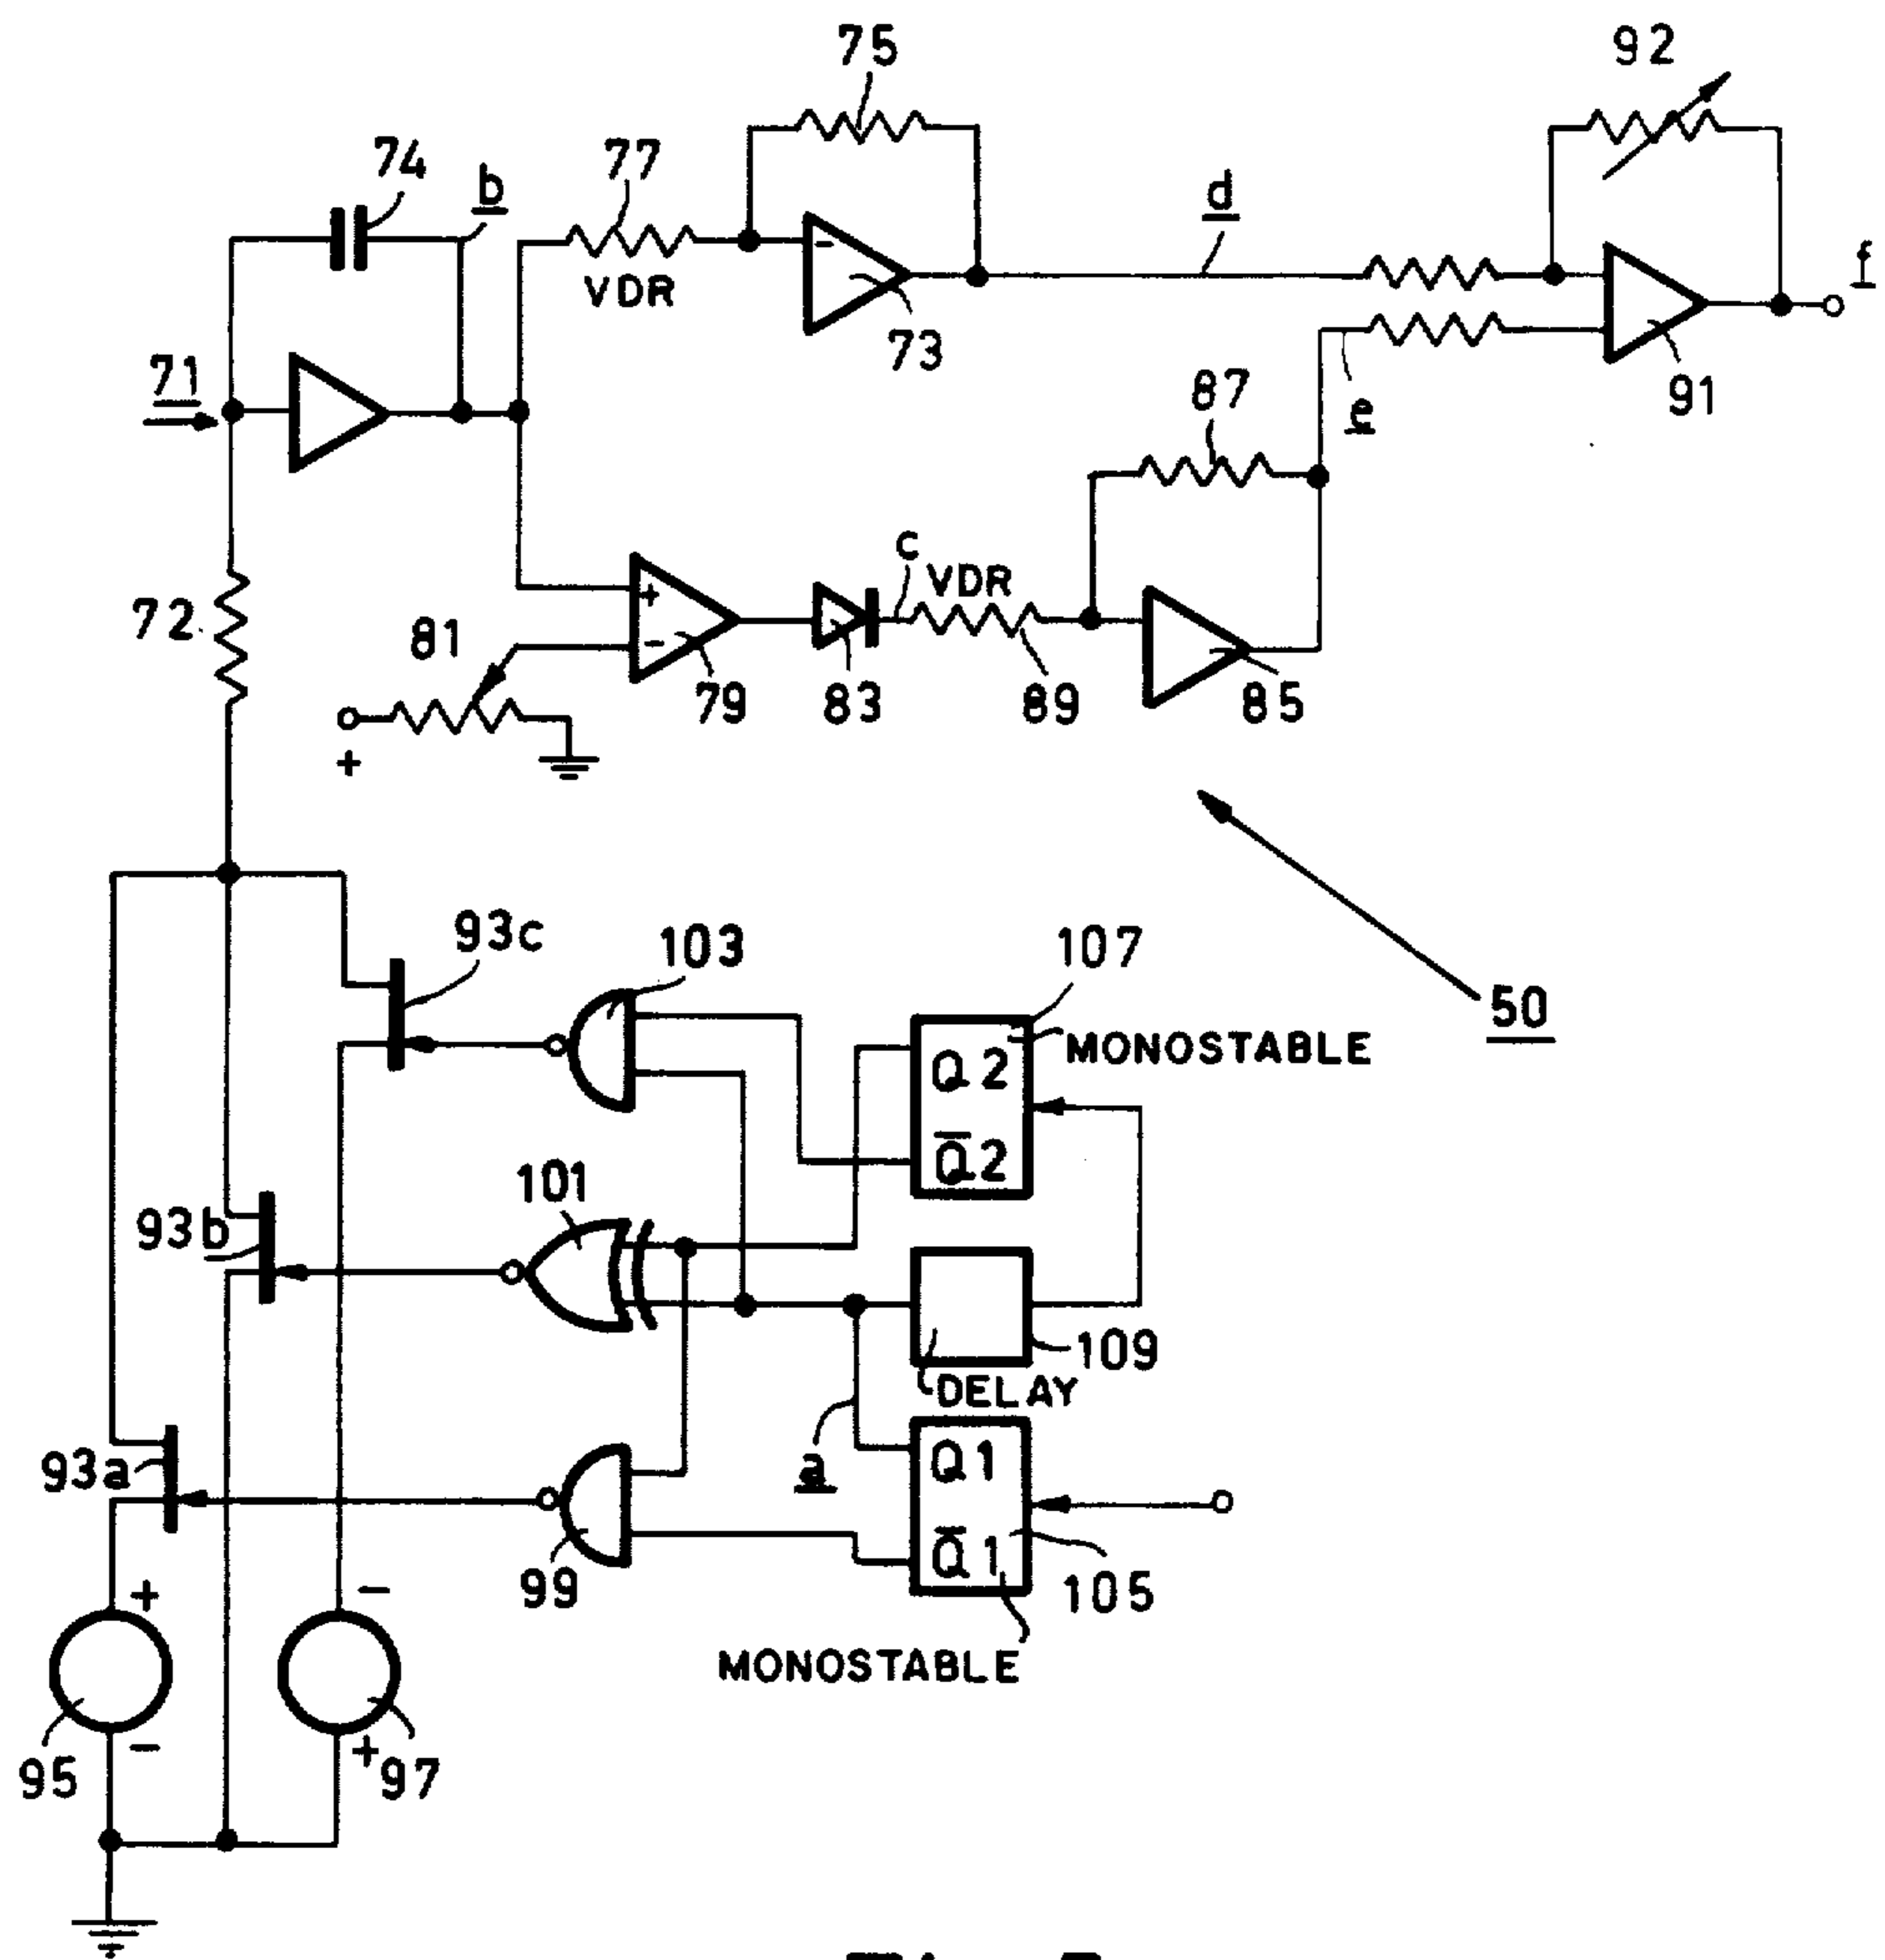 75
92
74
b
77
d
VDR
f
73
71
87
91
e
c
VDR
72
+
81
-
79
83
89
85
+
93c
103
107
50
MONOSTABLE
Q2
Q̅2
101
93b
109
DELAY
93a
a
Q1
Q̅1
99
105
+
-
MONOSTABLE
95
-
+
97